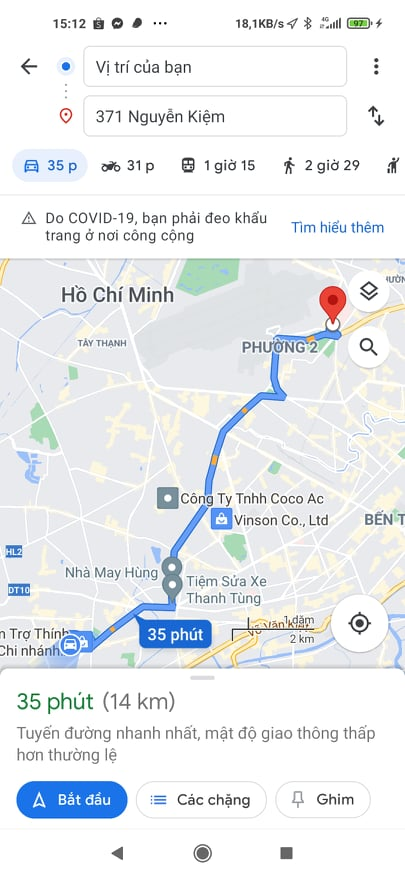 15:12
18,1KB/s
4G
97
Vị trí của bạn
371 Nguyễn Kiệm
35 p
31 p
1 giờ 15
2 giờ 29
Do COVID-19, bạn phải đeo khẩu
trang ở nơi công cộng
Tìm hiểu thêm
Hồ Chí Minh
TÂY THẠNH
PHƯỜNG 2
Công Ty Tnhh Coco Ac
Vinson Co., Ltd
BẾN T
HL2
Nhà May Hùng
DT10
Tiệm Sửa Xe
Thanh Tùng
n Trợ Thính
Chi nhánh
35 phút
1 dặm
2 km
35 phút (14 km)
Tuyến đường nhanh nhất, mật độ giao thông thấp
hơn thường lệ
Bắt đầu
Các chặng
Ghim